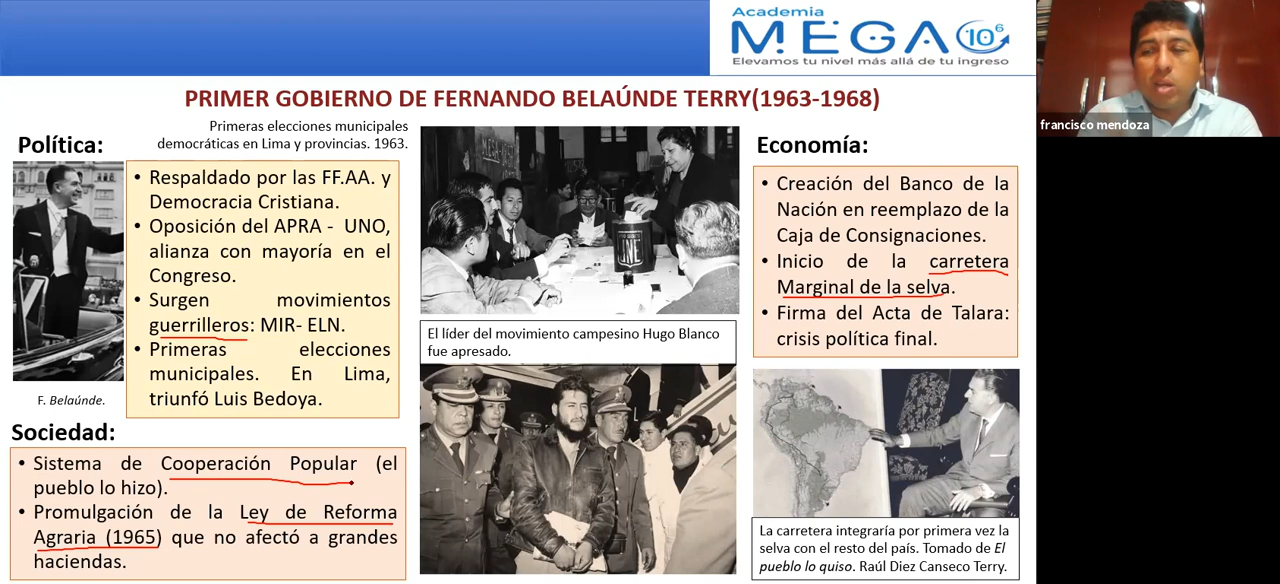 Academia
MEGA 10⁶
Elevamos tu nivel más allá de tu ingreso
francisco mendoza
PRIMER GOBIERNO DE FERNANDO BELAÚNDE TERRY(1963-1968)
Política:
Primeras elecciones municipales
democráticas en Lima y provincias. 1963.
• Respaldado por las FF.AA. y
Democracia Cristiana.
• Oposición del APRA - UNO,
alianza con mayoría en el
Congreso.
• Surgen movimientos
guerrilleros: MIR- ELN.
• Primeras elecciones
municipales. En Lima,
triunfó Luis Bedoya.
F. Belaúnde.
Sociedad:
• Sistema de Cooperación Popular (el
pueblo lo hizo).
• Promulgación de la Ley de Reforma
Agraria (1965) que no afectó a grandes
haciendas.
JNE
El líder del movimiento campesino Hugo Blanco
fue apresado.
Economía:
• Creación del Banco de la
Nación en reemplazo de la
Caja de Consignaciones.
• Inicio de la carretera
Marginal de la selva.
• Firma del Acta de Talara:
crisis política final.
La carretera integraría por primera vez la
selva con el resto del país. Tomado de El
pueblo lo quiso. Raúl Diez Canseco Terry.